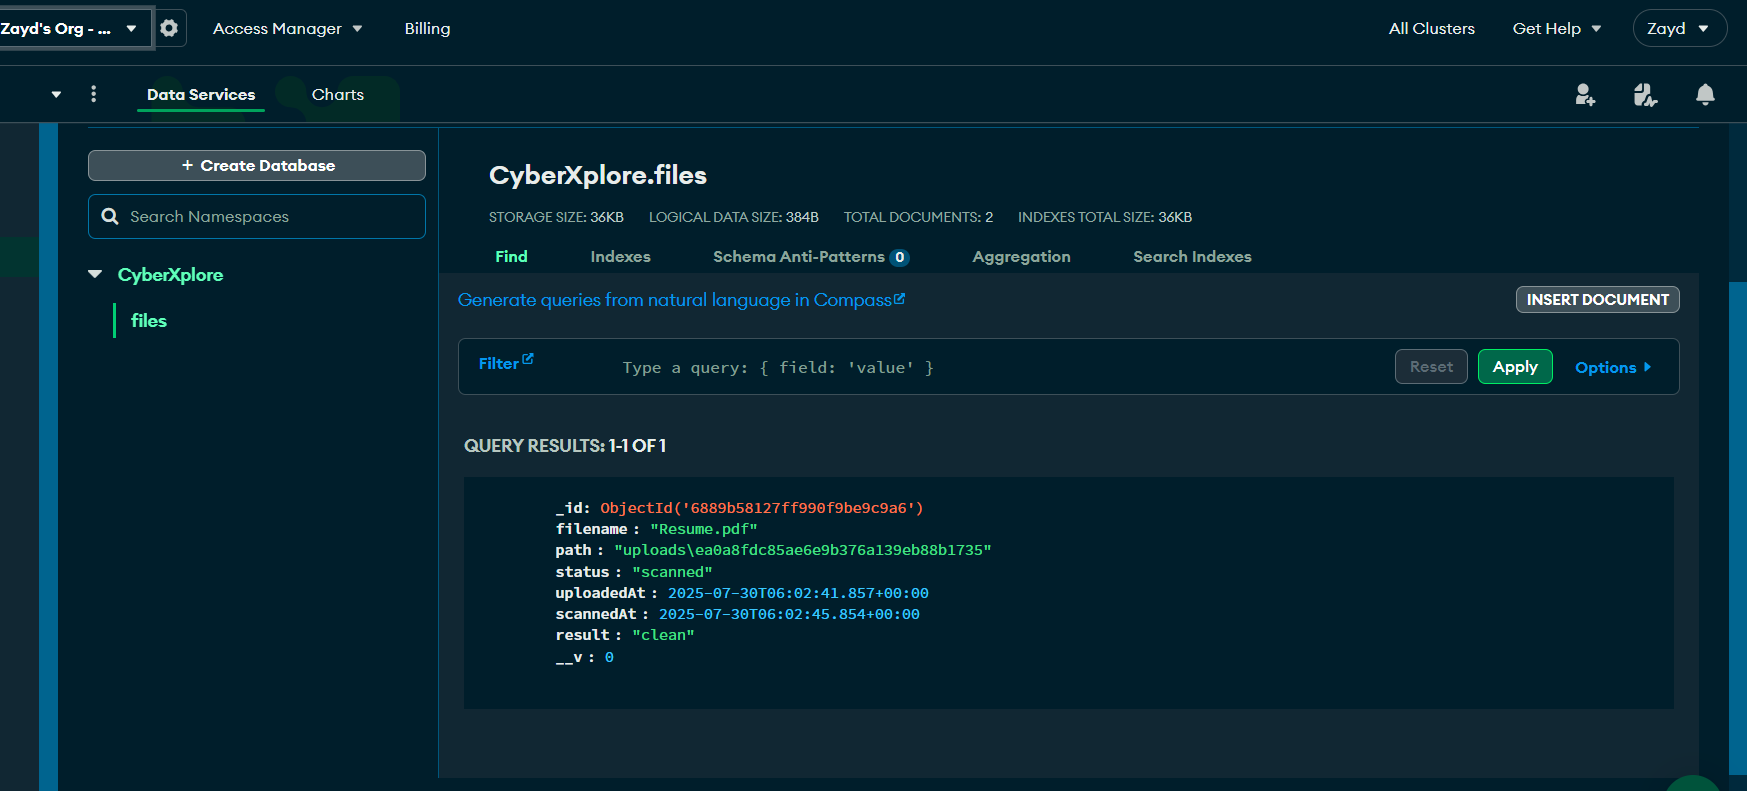 Zayd's Org - ...
Access Manager
Billing
All Clusters
Get Help
Zayd
Data Services
Charts
+ Create Database
Search Namespaces
CyberXplore
files
CyberXplore.files
STORAGE SIZE: 36KB LOGICAL DATA SIZE: 384B TOTAL DOCUMENTS: 2 INDEXES TOTAL SIZE: 36KB
Find Indexes Schema Anti-Patterns 0 Aggregation Search Indexes
Generate queries from natural language in Compass
INSERT DOCUMENT
Filter
Type a query: { field: 'value' }
Reset
Apply
Options
QUERY RESULTS: 1-1 OF 1
_id: ObjectId('6889b58127ff990f9be9c9a6')
filename : "Resume.pdf"
path : "uploads\ea0a8fdc85ae6e9b376a139eb88b1735"
status : "scanned"
uploadedAt : 2025-07-30T06:02:41.857+00:00
scannedAt : 2025-07-30T06:02:45.854+00:00
result : "clean"
__v : 0